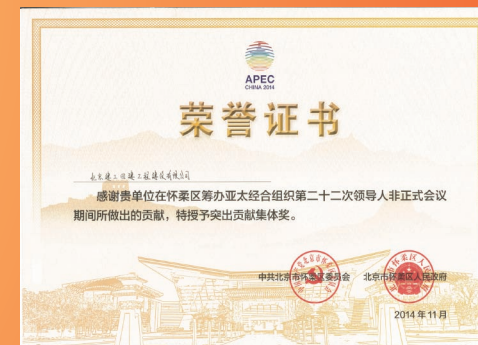 APEC
CHINA 2014
荣誉证书
感谢贵单位在怀柔区筹办亚太经合组织第二十二次领导人非正式会议
期间所做出的贡献，特授予突出贡献集体奖。
中共北京市怀柔区委员会 北京市怀柔区人民政府
2014年11月